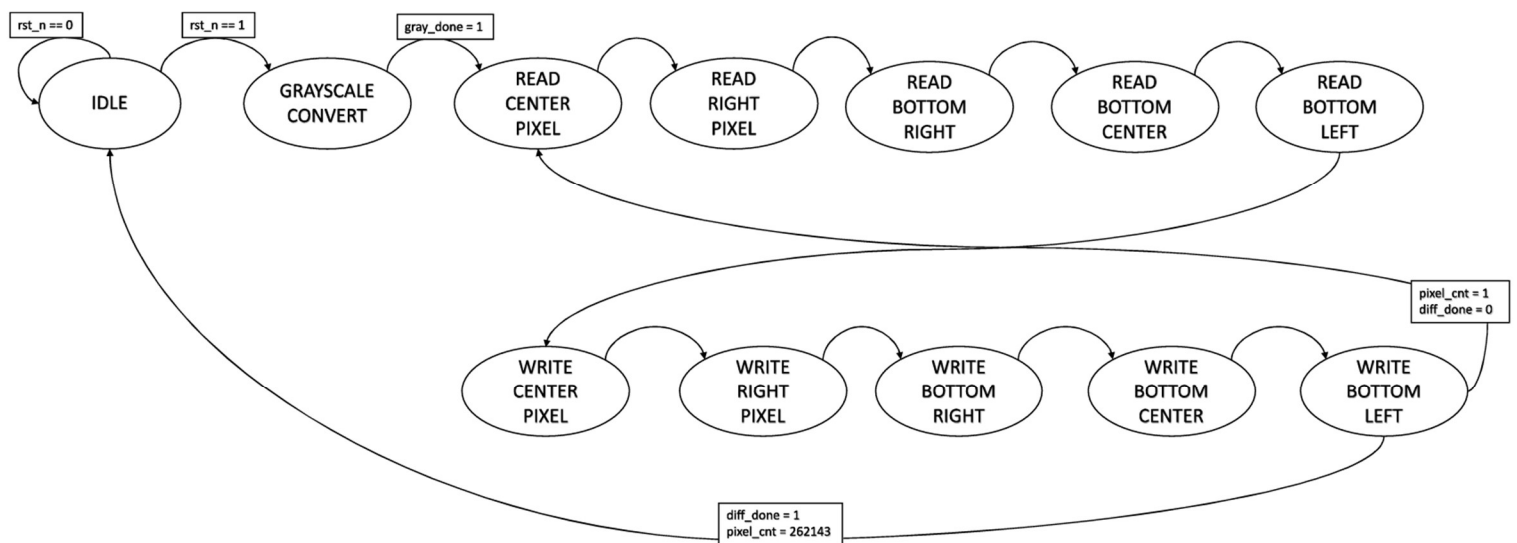 rst_n == 0
rst_n == 1
gray_done = 1
IDLE
GRAYSCALE
CONVERT
READ
CENTER
PIXEL
READ
RIGHT
PIXEL
READ
BOTTOM
RIGHT
READ
BOTTOM
CENTER
READ
BOTTOM
LEFT
pixel_cnt = 1
diff_done = 0
WRITE
CENTER
PIXEL
WRITE
RIGHT
PIXEL
WRITE
BOTTOM
RIGHT
WRITE
BOTTOM
CENTER
WRITE
BOTTOM
LEFT
diff_done = 1
pixel_cnt = 262143